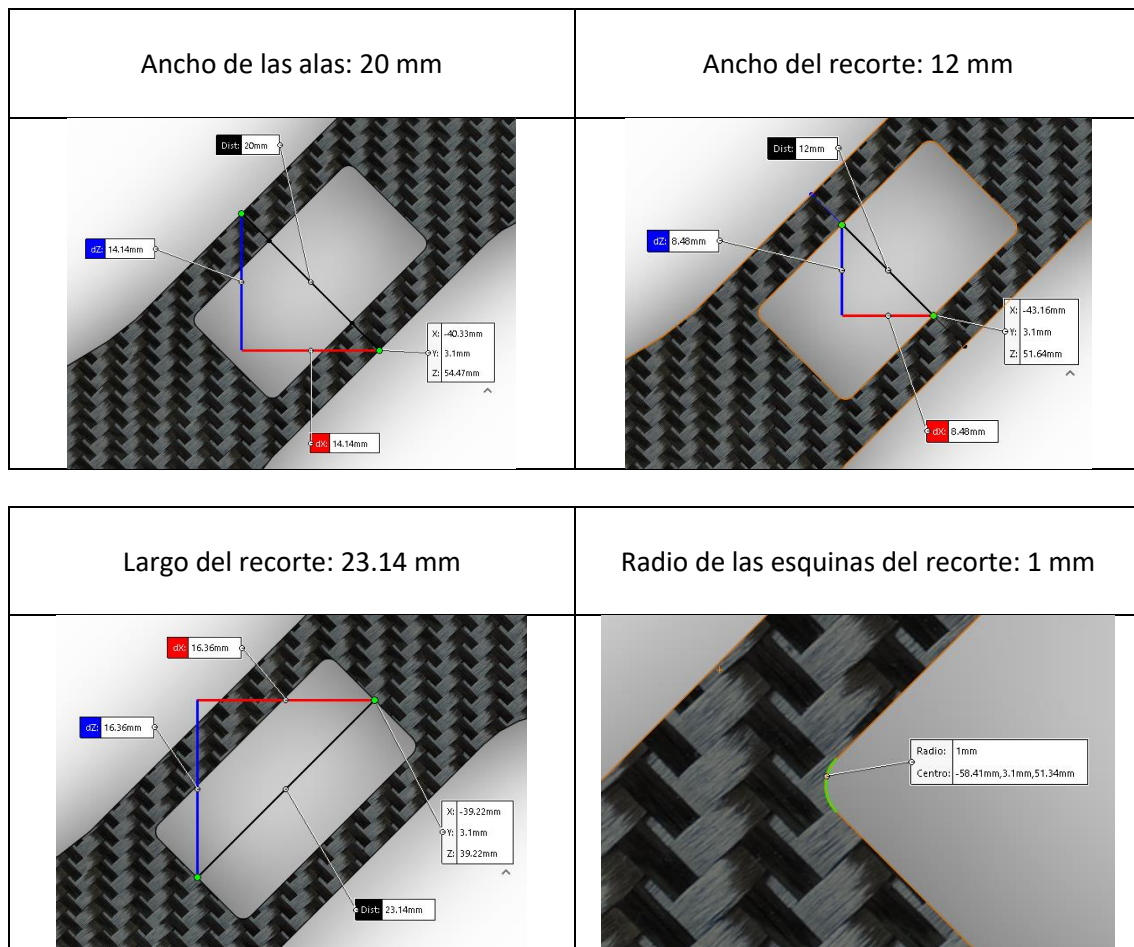 Ancho de las alas: 20 mm
Ancho del recorte: 12 mm
Dist: 20mm
dZ: 14.14mm
X: -40.33mm
Y: 3.1mm
Z: 54.47mm
dX: 14.14mm
Dist: 12mm
dZ: 8.48mm
X: -43.16mm
Y: 3.1mm
Z: 51.64mm
dX: 8.48mm
Largo del recorte: 23.14 mm
Radio de las esquinas del recorte: 1 mm
dX: 16.36mm
dZ: 16.36mm
X: -39.22mm
Y: 3.1mm
Z: 39.22mm
Dist: 23.14mm
Radio: 1mm
Centro: -58.41mm,3.1mm,51.34mm